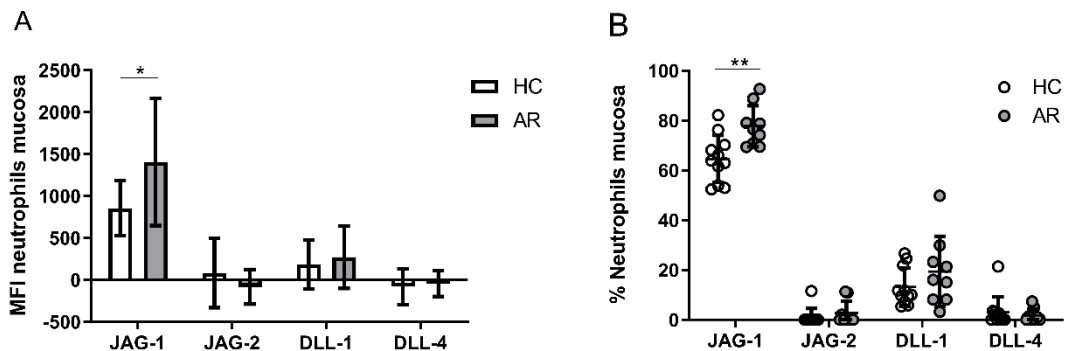 A
MFI neutrophils mucosa
2500
2000
1500
1000
500
0
-500
*
HC
AR
JAG-1 JAG-2 DLL-1 DLL-4
B
% Neutrophils mucosa
100
80
60
40
20
0
**
HC
AR
JAG-1 JAG-2 DLL-1 DLL-4